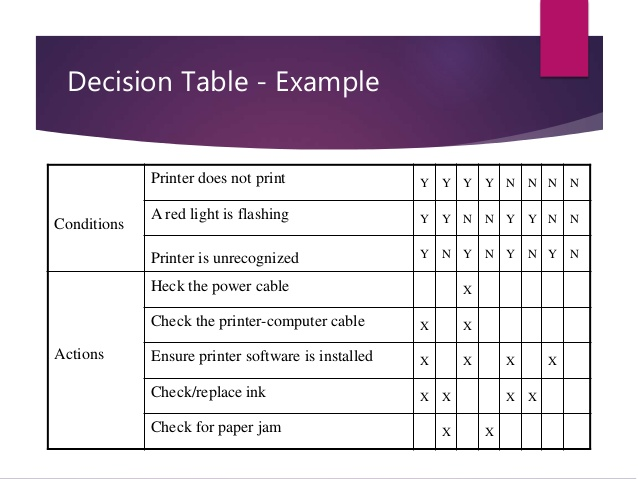 Decision Table - Example
Conditions
Printer does not print Y Y Y Y N N N N
A red light is flashing Y Y N N Y Y N N
Printer is unrecognized Y N Y N Y N Y N
Actions
Heck the power cable X
Check the printer-computer cable X X
Ensure printer software is installed X X X X
Check/replace ink X X X X
Check for paper jam X X